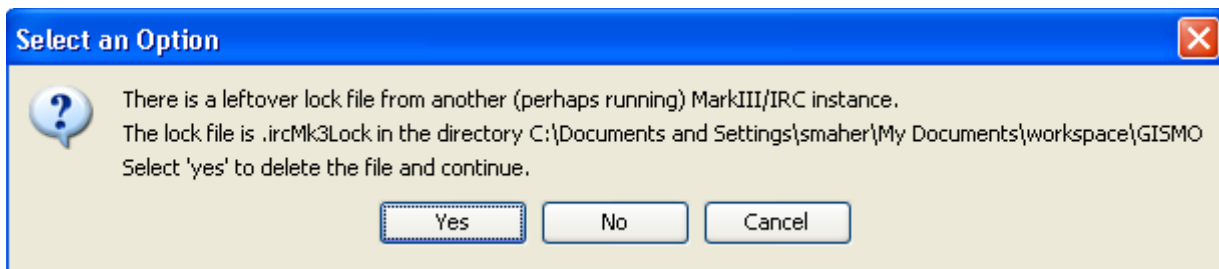 Select an Option
There is a leftover lock file from another (perhaps running) MarkIII/IRC instance.
The lock file is .ircMk3Lock in the directory C:\Documents and Settings\smaher\My Documents\workspace\GISMO
Select 'yes' to delete the file and continue.
Yes No Cancel